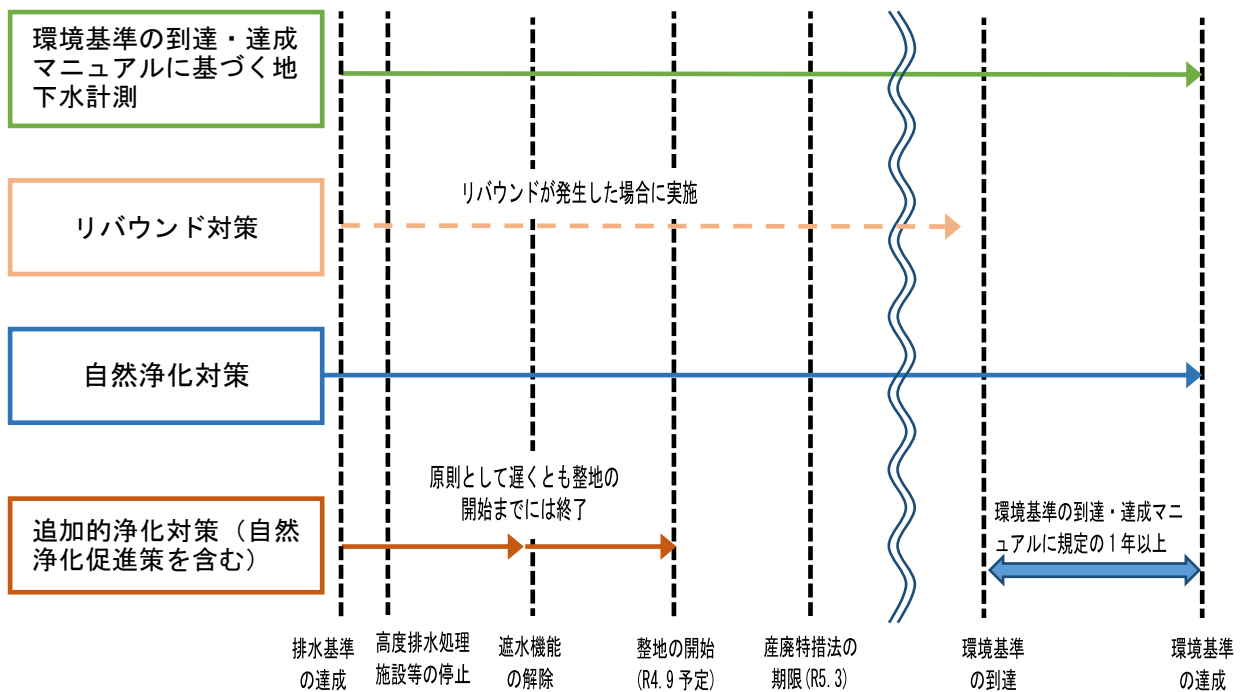 環境基準の到達・達成
マニュアルに基づく地
下水計測
リバウンドが発生した場合に実施
リバウンド対策
自然浄化対策
原則として遅くとも整地の
開始までには終了
追加的浄化対策（自然
浄化促進策を含む）
環境基準の到達・達成マニ
ュアルに規定の１年以上
排水基準
の達成
高度排水処理
施設等の停止
遮水機能
の解除
整地の開始
(R4.9 予定)
産廃特措法の
期限(R5.3)
環境基準
の到達
環境基準
の達成